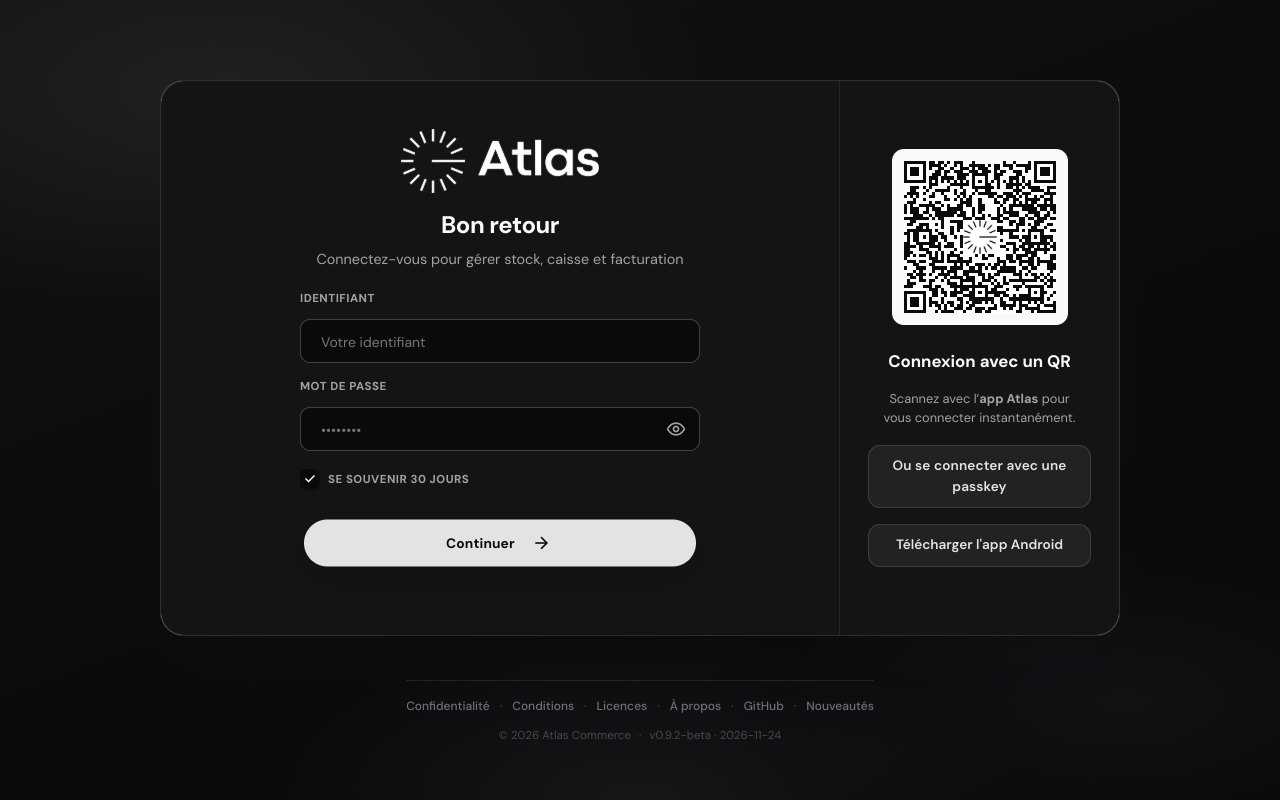 Atlas
Bon retour
Connectez-vous pour gérer stock, caisse et facturation
IDENTIFIANT
Votre identifiant
MOT DE PASSE
••••••••
SE SOUVENIR 30 JOURS
Continuer →
Connexion avec un QR
Scannez avec l'app Atlas pour
vous connecter instantanément.
Ou se connecter avec une
passkey
Télécharger l'app Android
Confidentialité · Conditions · Licences · À propos · GitHub · Nouveautés
© 2026 Atlas Commerce · v0.9.2-beta · 2026-11-24